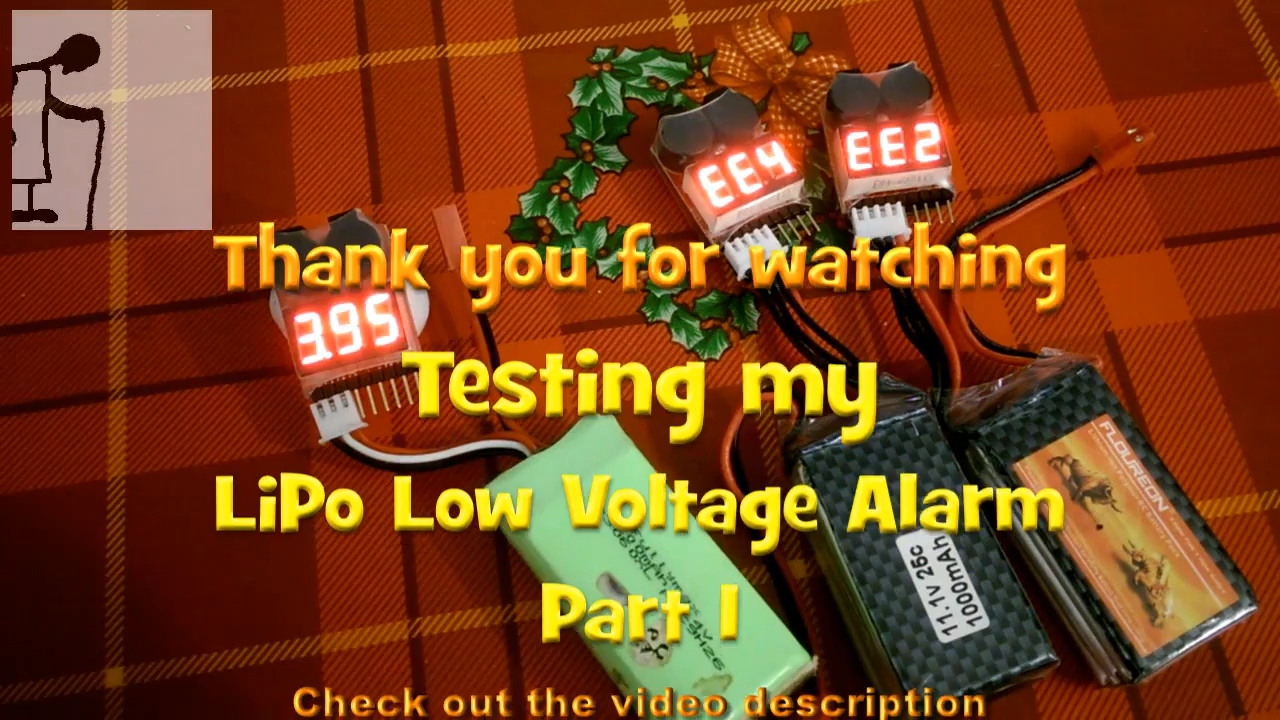 EE2
EE4
Thank you for watching
3.95
Testing my
FLOUREON
LiPo Low Voltage Alarm
11.1v 25c
1000mAh
Part 1
Check out the video description